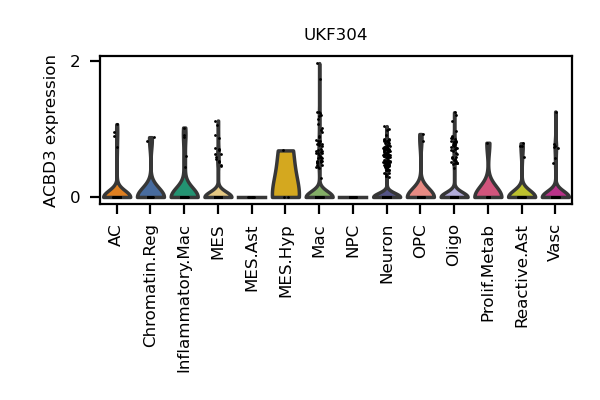 UKF304
ACBD3 expression
2
0
AC
Chromatin.Reg
Inflammatory.Mac
MES
MES.Ast
MES.Hyp
Mac
NPC
Neuron
OPC
Oligo
Prolif.Metab
Reactive.Ast
Vasc